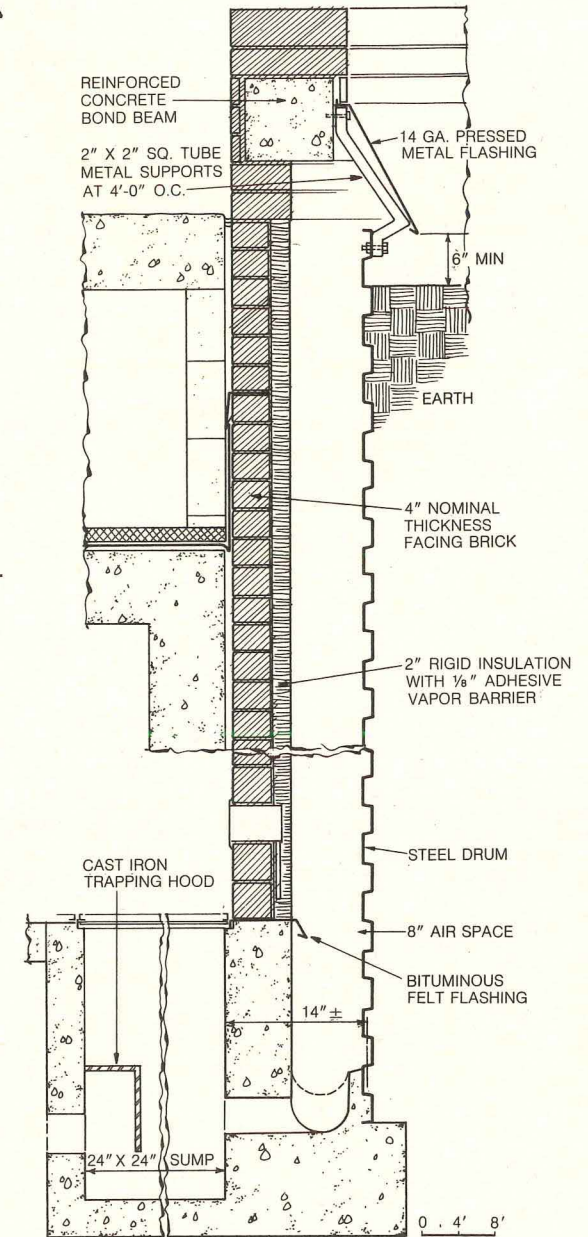 REINFORCED
CONCRETE
BOND BEAM
2" X 2" SQ. TUBE
METAL SUPPORTS
AT 4'-0" O.C.
14 GA. PRESSED
METAL FLASHING
6" MIN
EARTH
4" NOMINAL
THICKNESS
FACING BRICK
2" RIGID INSULATION
WITH ⅛" ADHESIVE
VAPOR BARRIER
STEEL DRUM
CAST IRON
TRAPPING HOOD
8" AIR SPACE
BITUMINOUS
FELT FLASHING
14" ±
24" X 24" SUMP
0 4' 8'